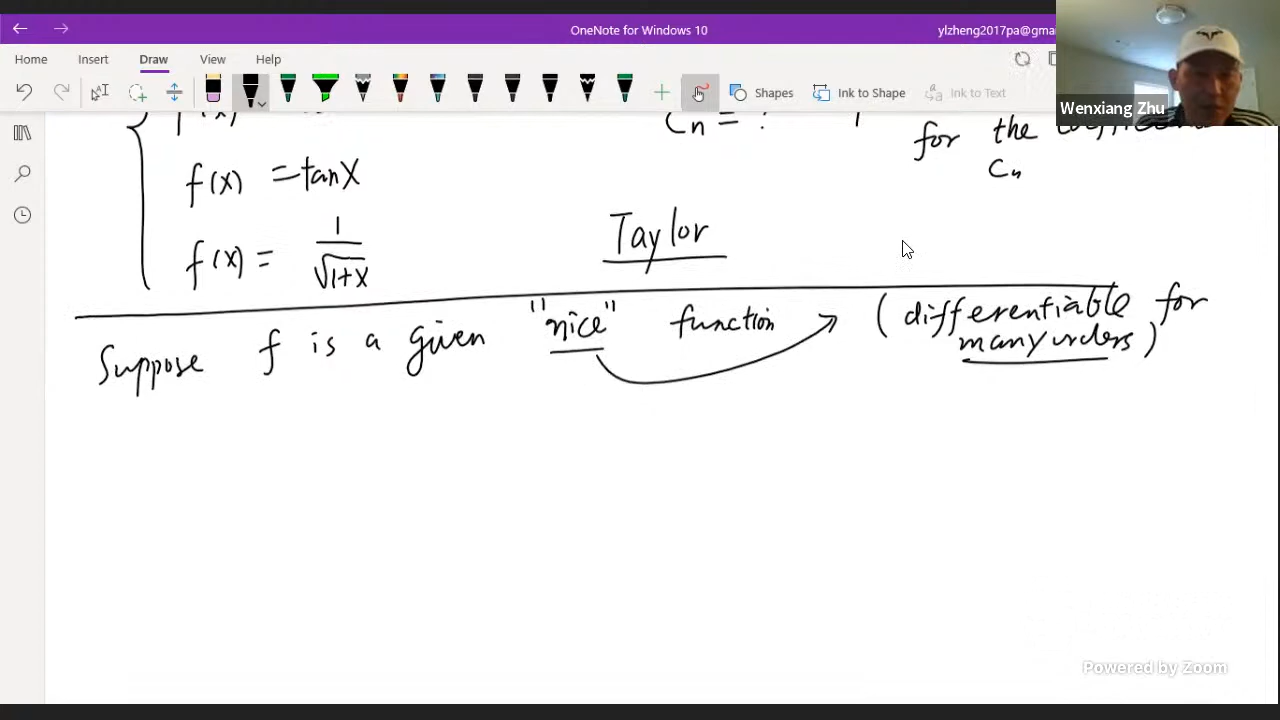 OneNote for Windows 10
ylzheng2017pa@gma
Home Insert Draw View Help
Shapes Ink to Shape Ink to Text
Wenxiang Zhu
Cn = ?
for the
Cn
f(x) = tanx
f(x) = 1/√1+x
Taylor
Suppose f is a given "nice" function (differentiable for
many orders)
Powered by Zoom